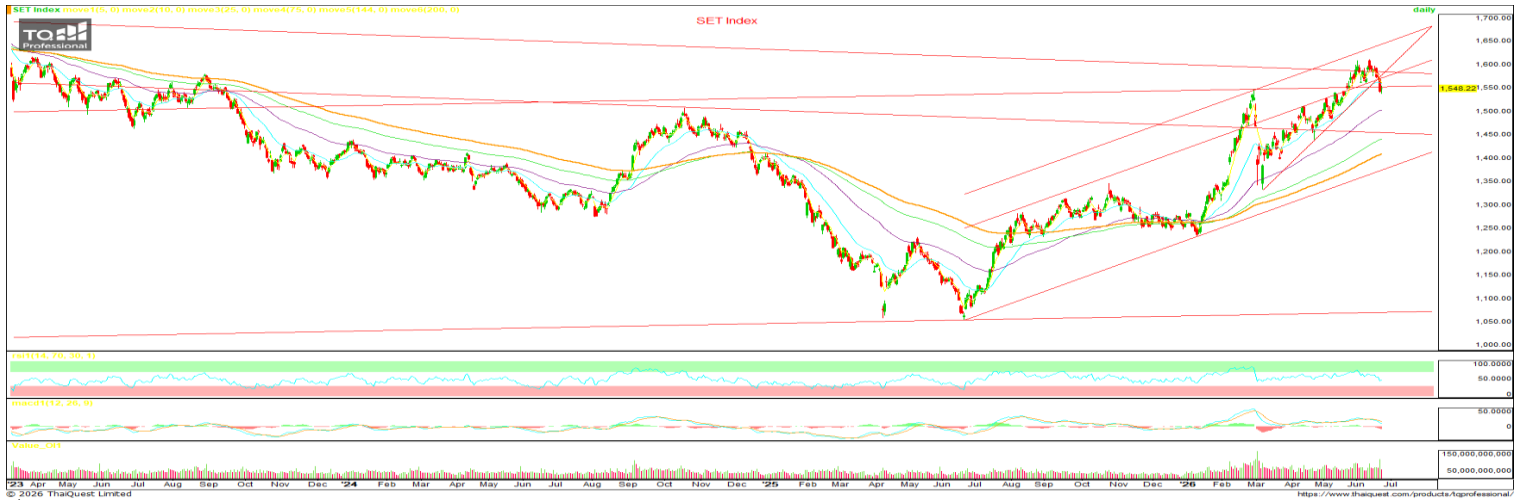 SET Index move1(5, 0) move2(10, 0) move3(25, 0) move4(75, 0) move5(124, 0) move6(200, 0)
daily
SET Index
TQ
Professional
1,700.00
1,650.00
1,600.00
1,548.22
1,550.00
1,500.00
1,450.00
1,400.00
1,350.00
1,300.00
1,250.00
1,200.00
1,150.00
1,100.00
1,050.00
1,000.00
rsi1(14, 70, 30, 1)
100.0000
50.0000
0
macd1(12, 26, 9)
50.0000
0
Value_CH
150,000,000,000
50,000,000,000
'23 Apr May Jun Jul Aug Sep Oct Nov Dec '24 Feb Mar Apr May Jun Jul Aug Sep Oct Nov Dec '25 Feb Mar Apr May Jun Jul Aug Sep Oct Nov Dec '26 Feb Mar Apr May Jun Jul
© 2026 ThaiQuest Limited
https://www.thaiquest.com/products/tqprofessional/